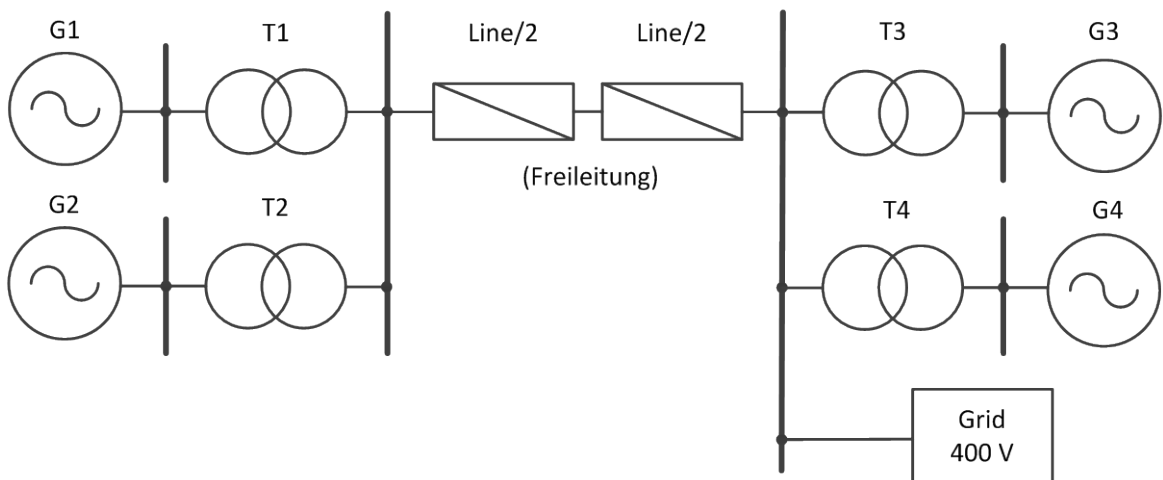 G1
T1
Line/2
Line/2
T3
G3
(Freileitung)
G2
T2
T4
G4
Grid
400 V